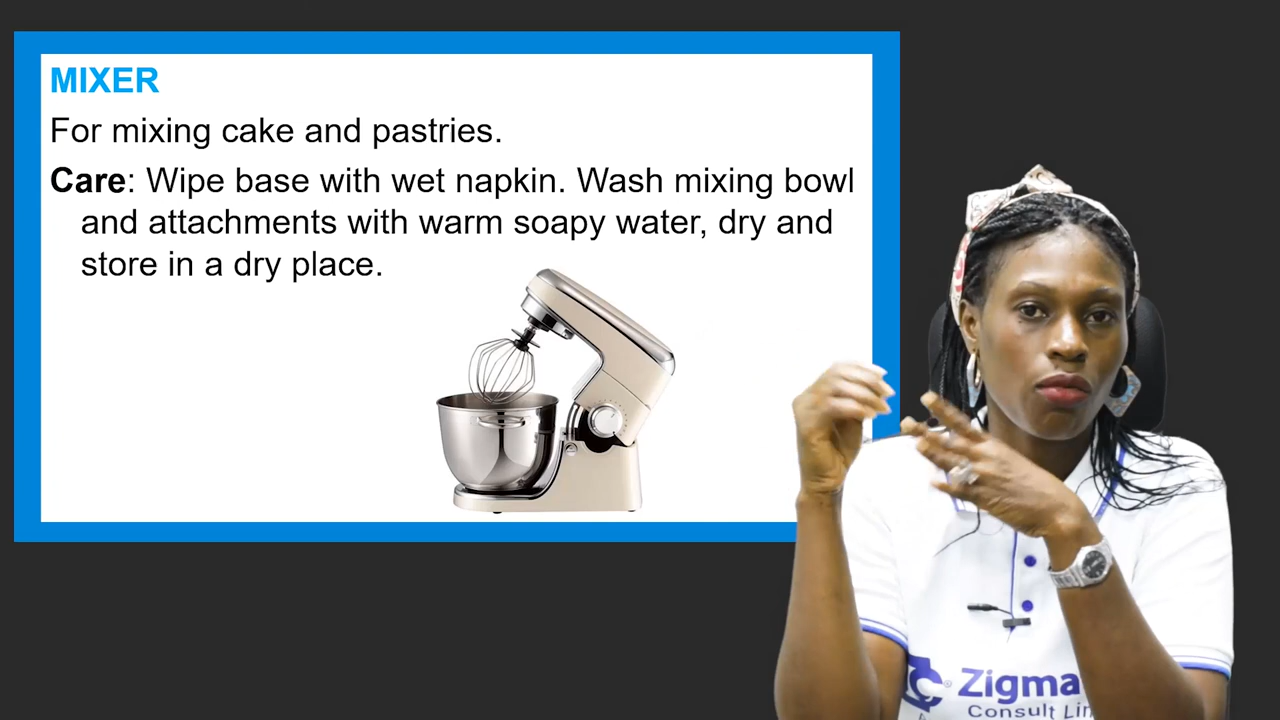 MIXER
For mixing cake and pastries.
Care: Wipe base with wet napkin. Wash mixing bowl
and attachments with warm soapy water, dry and
store in a dry place.
Zigma
Consult